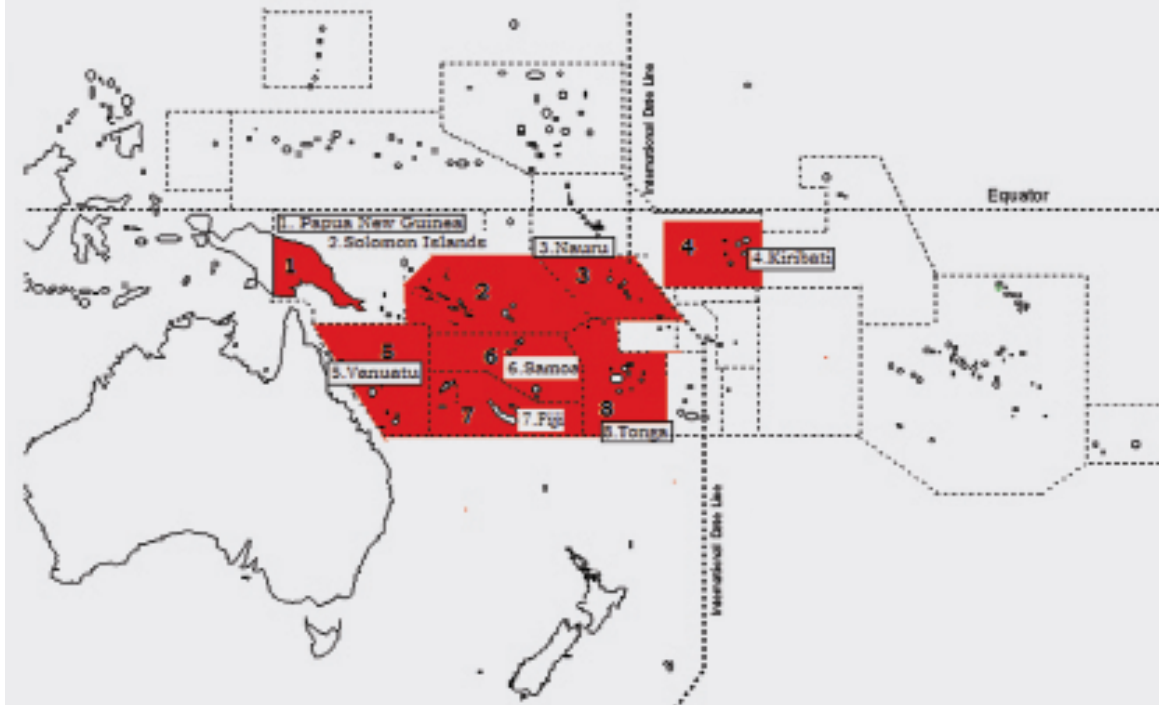 International Date Line
Equator
1. Papua New Guinea
2.Solomon Islands
3.Nauru
4
4.Kiribati
1
2
3
5
5.Vanuatu
6
6.Samoa
7
7.Fiji
8
8.Tonga
International Date Line